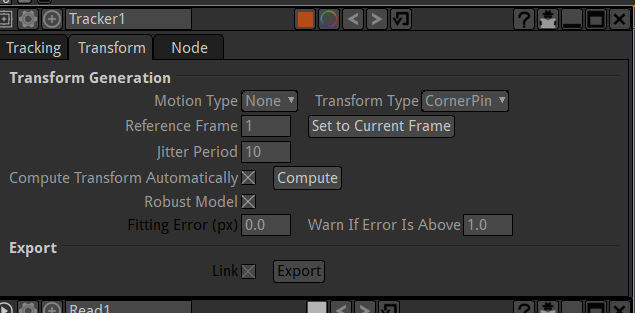 Tracker1
Tracking Transform Node
Transform Generation
Motion Type None Transform Type CornerPin
Reference Frame 1 Set to Current Frame
Jitter Period 10
Compute Transform Automatically Compute
Robust Model
Fitting Error (px) 0.0 Warn If Error Is Above 1.0
Export
Link Export
Read1